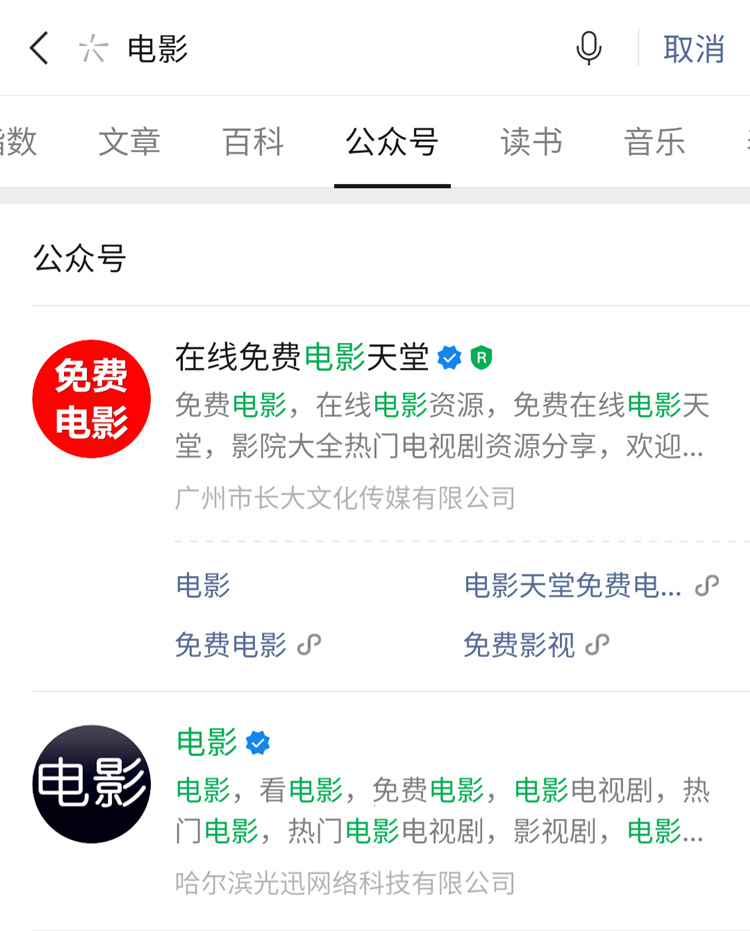 电影
取消
数 文章 百科 公众号 读书 音乐
公众号
免费
电影
在线免费电影天堂 R
免费电影，在线电影资源，免费在线电影天
堂，影院大全热门电视剧资源分享，欢迎...
广州市长大文化传媒有限公司
电影 电影天堂免费电...
免费电影 免费影视
电影
电影
电影，看电影，免费电影，电影电视剧，热
门电影，热门电影电视剧，影视剧，电影...
哈尔滨光迅网络科技有限公司